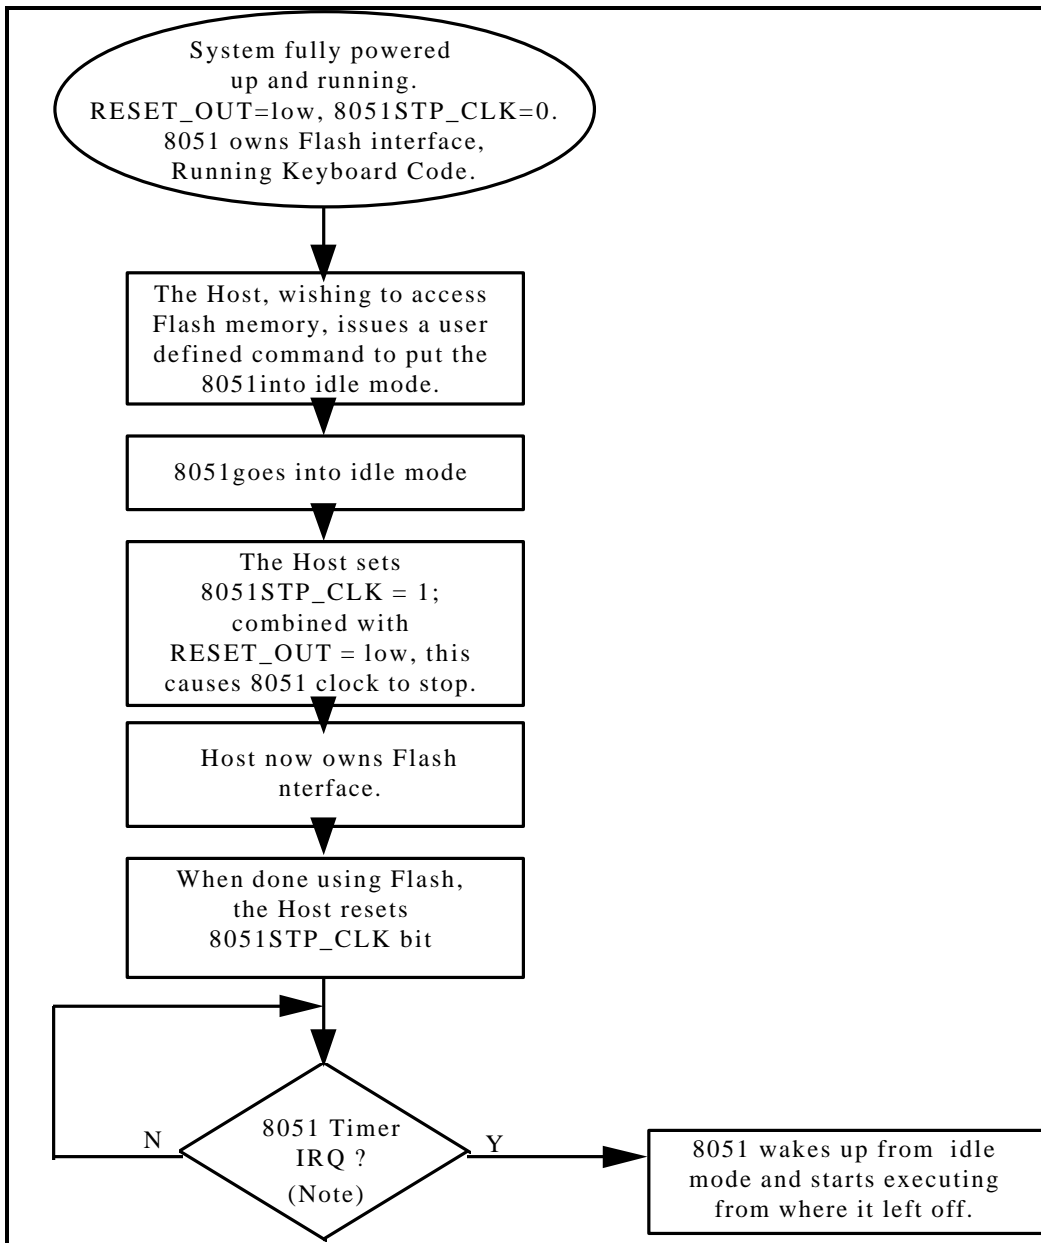 System fully powered
up and running.
RESET_OUT=low, 8051STP_CLK=0.
8051 owns Flash interface,
Running Keyboard Code.
The Host, wishing to access
Flash memory, issues a user
defined command to put the
8051into idle mode.
8051goes into idle mode
The Host sets
8051STP_CLK = 1;
combined with
RESET_OUT = low, this
causes 8051 clock to stop.
Host now owns Flash
nterface.
When done using Flash,
the Host resets
8051STP_CLK bit
8051 Timer
IRQ ?
(Note)
N
Y
8051 wakes up from idle
mode and starts executing
from where it left off.